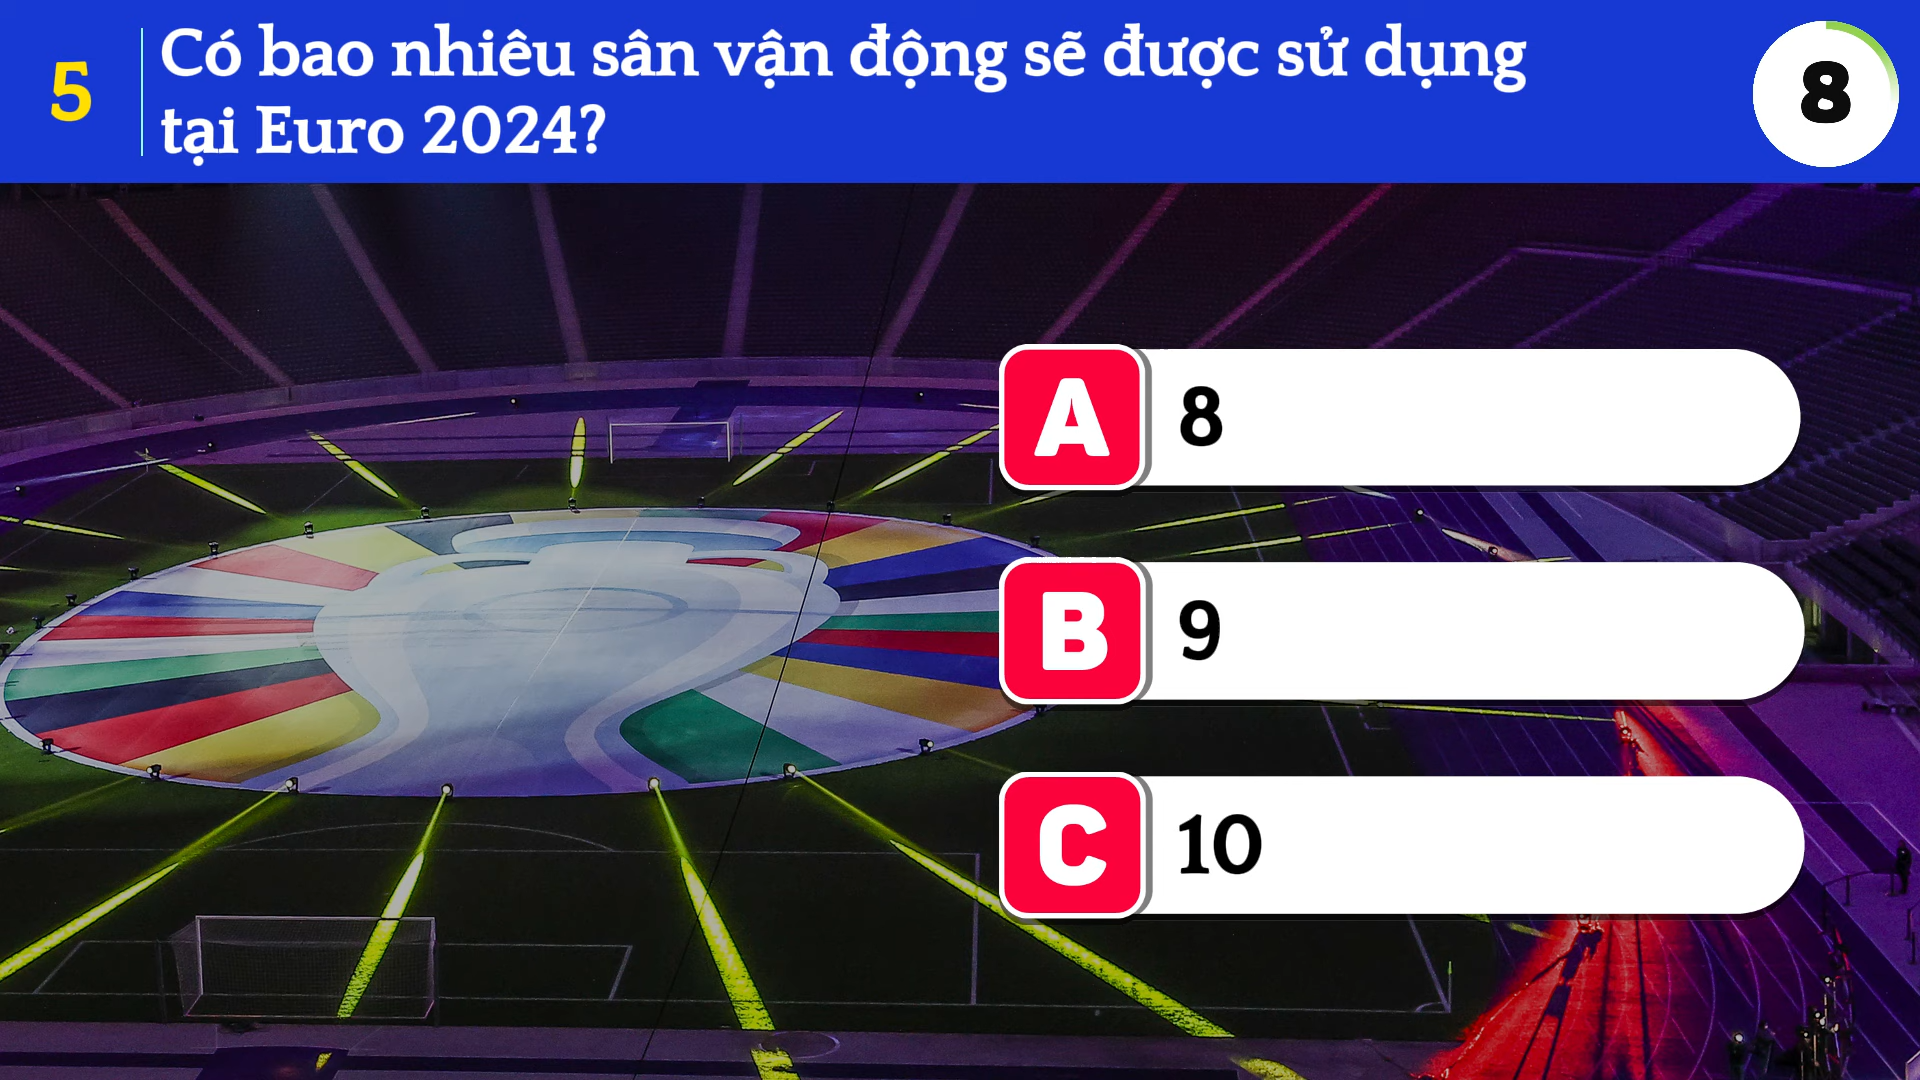 5
Có bao nhiêu sân vận động sẽ được sử dụng
tại Euro 2024?
8
A 8
B 9
C 10